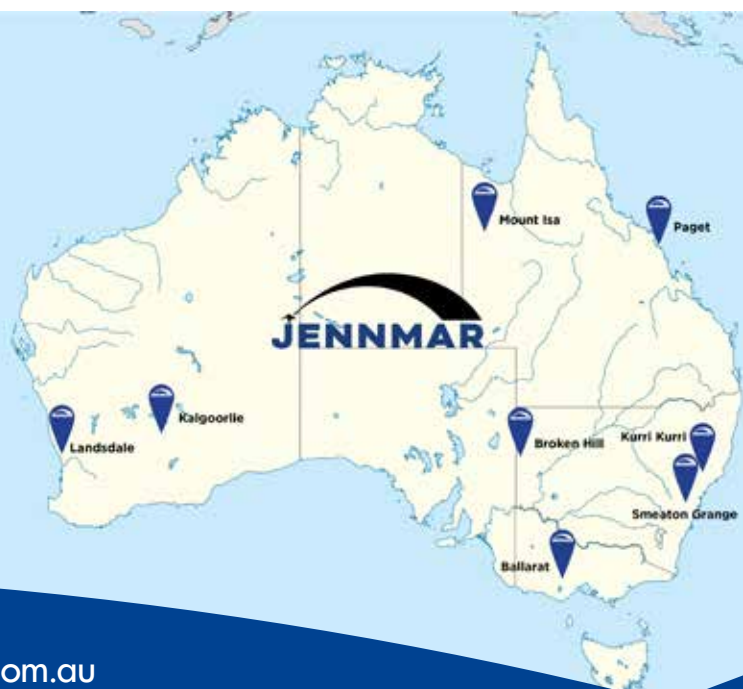 Mount Isa
Paget
JENNMAR
Kalgoorlie
Landsdale
Broken Hill
Kurri Kurri
Smeaton Grange
Ballarat
om.au